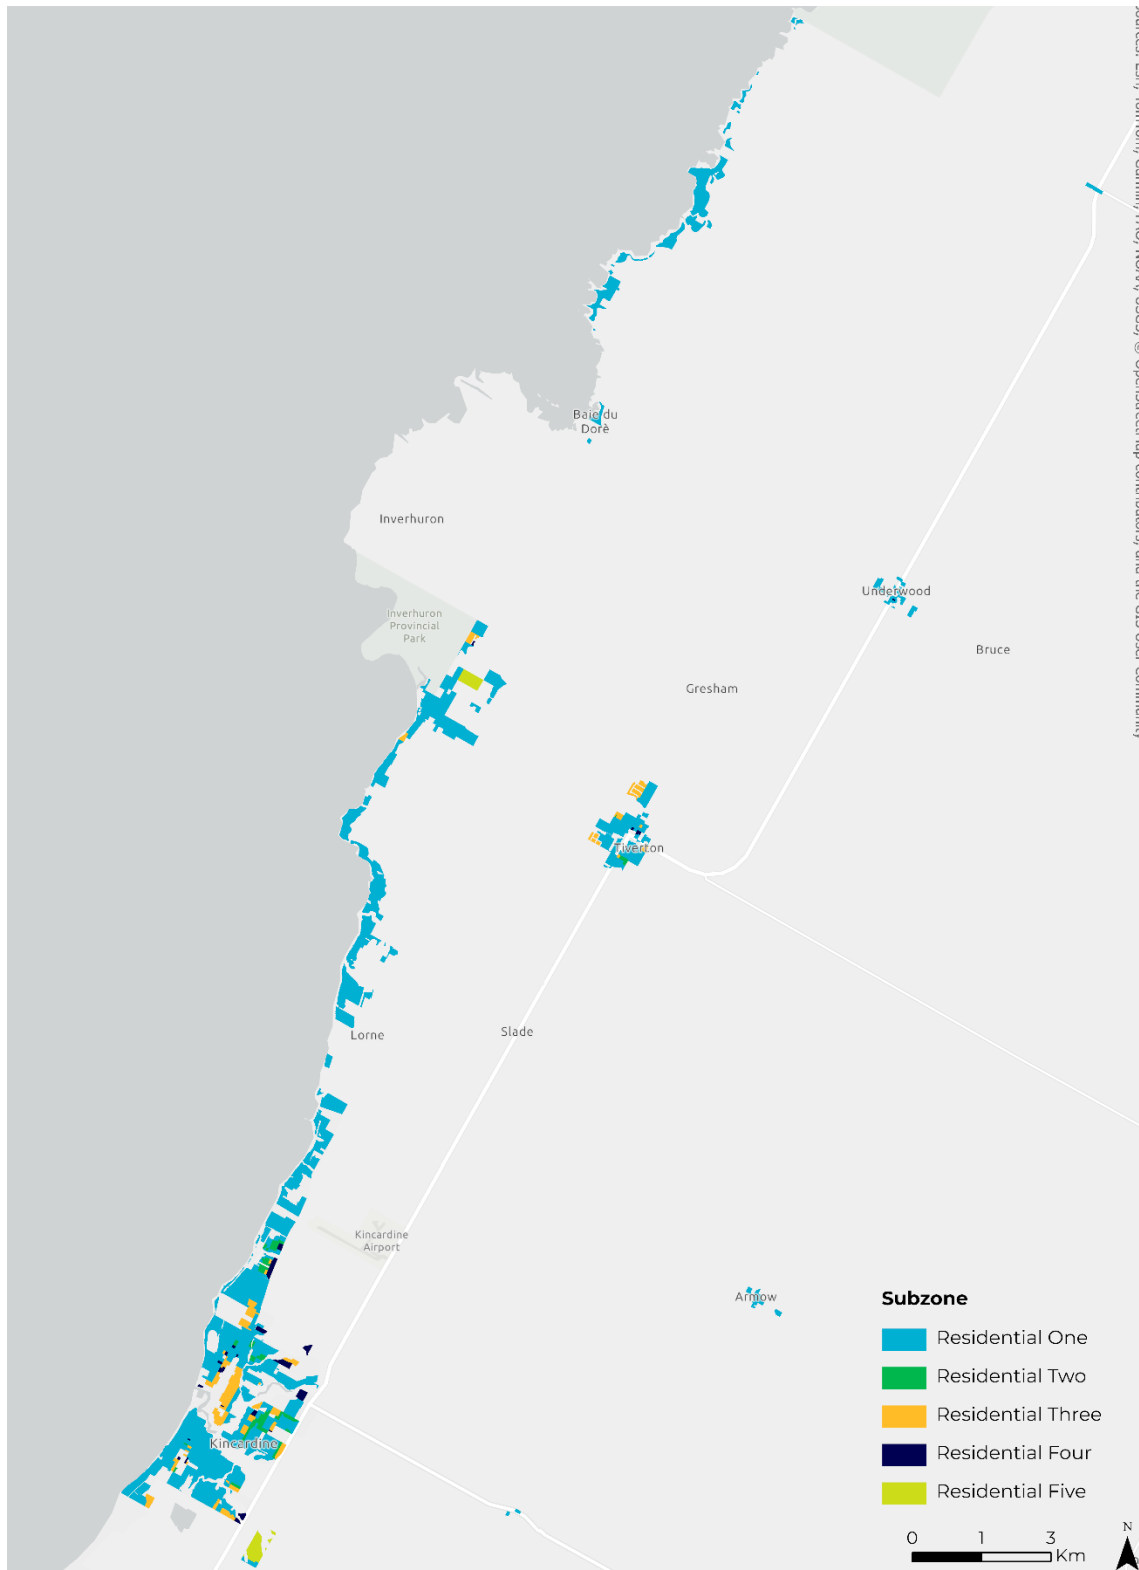 Baie du
Dorè
Inverhuron
Inverhuron
Provincial
Park
Underwood
Bruce
Gresham
Tiverton
Slade
Lorne
Kincardine
Airport
Armow
Kincardine
Subzone
Residential One
Residential Two
Residential Three
Residential Four
Residential Five
0 1 3
Km
N